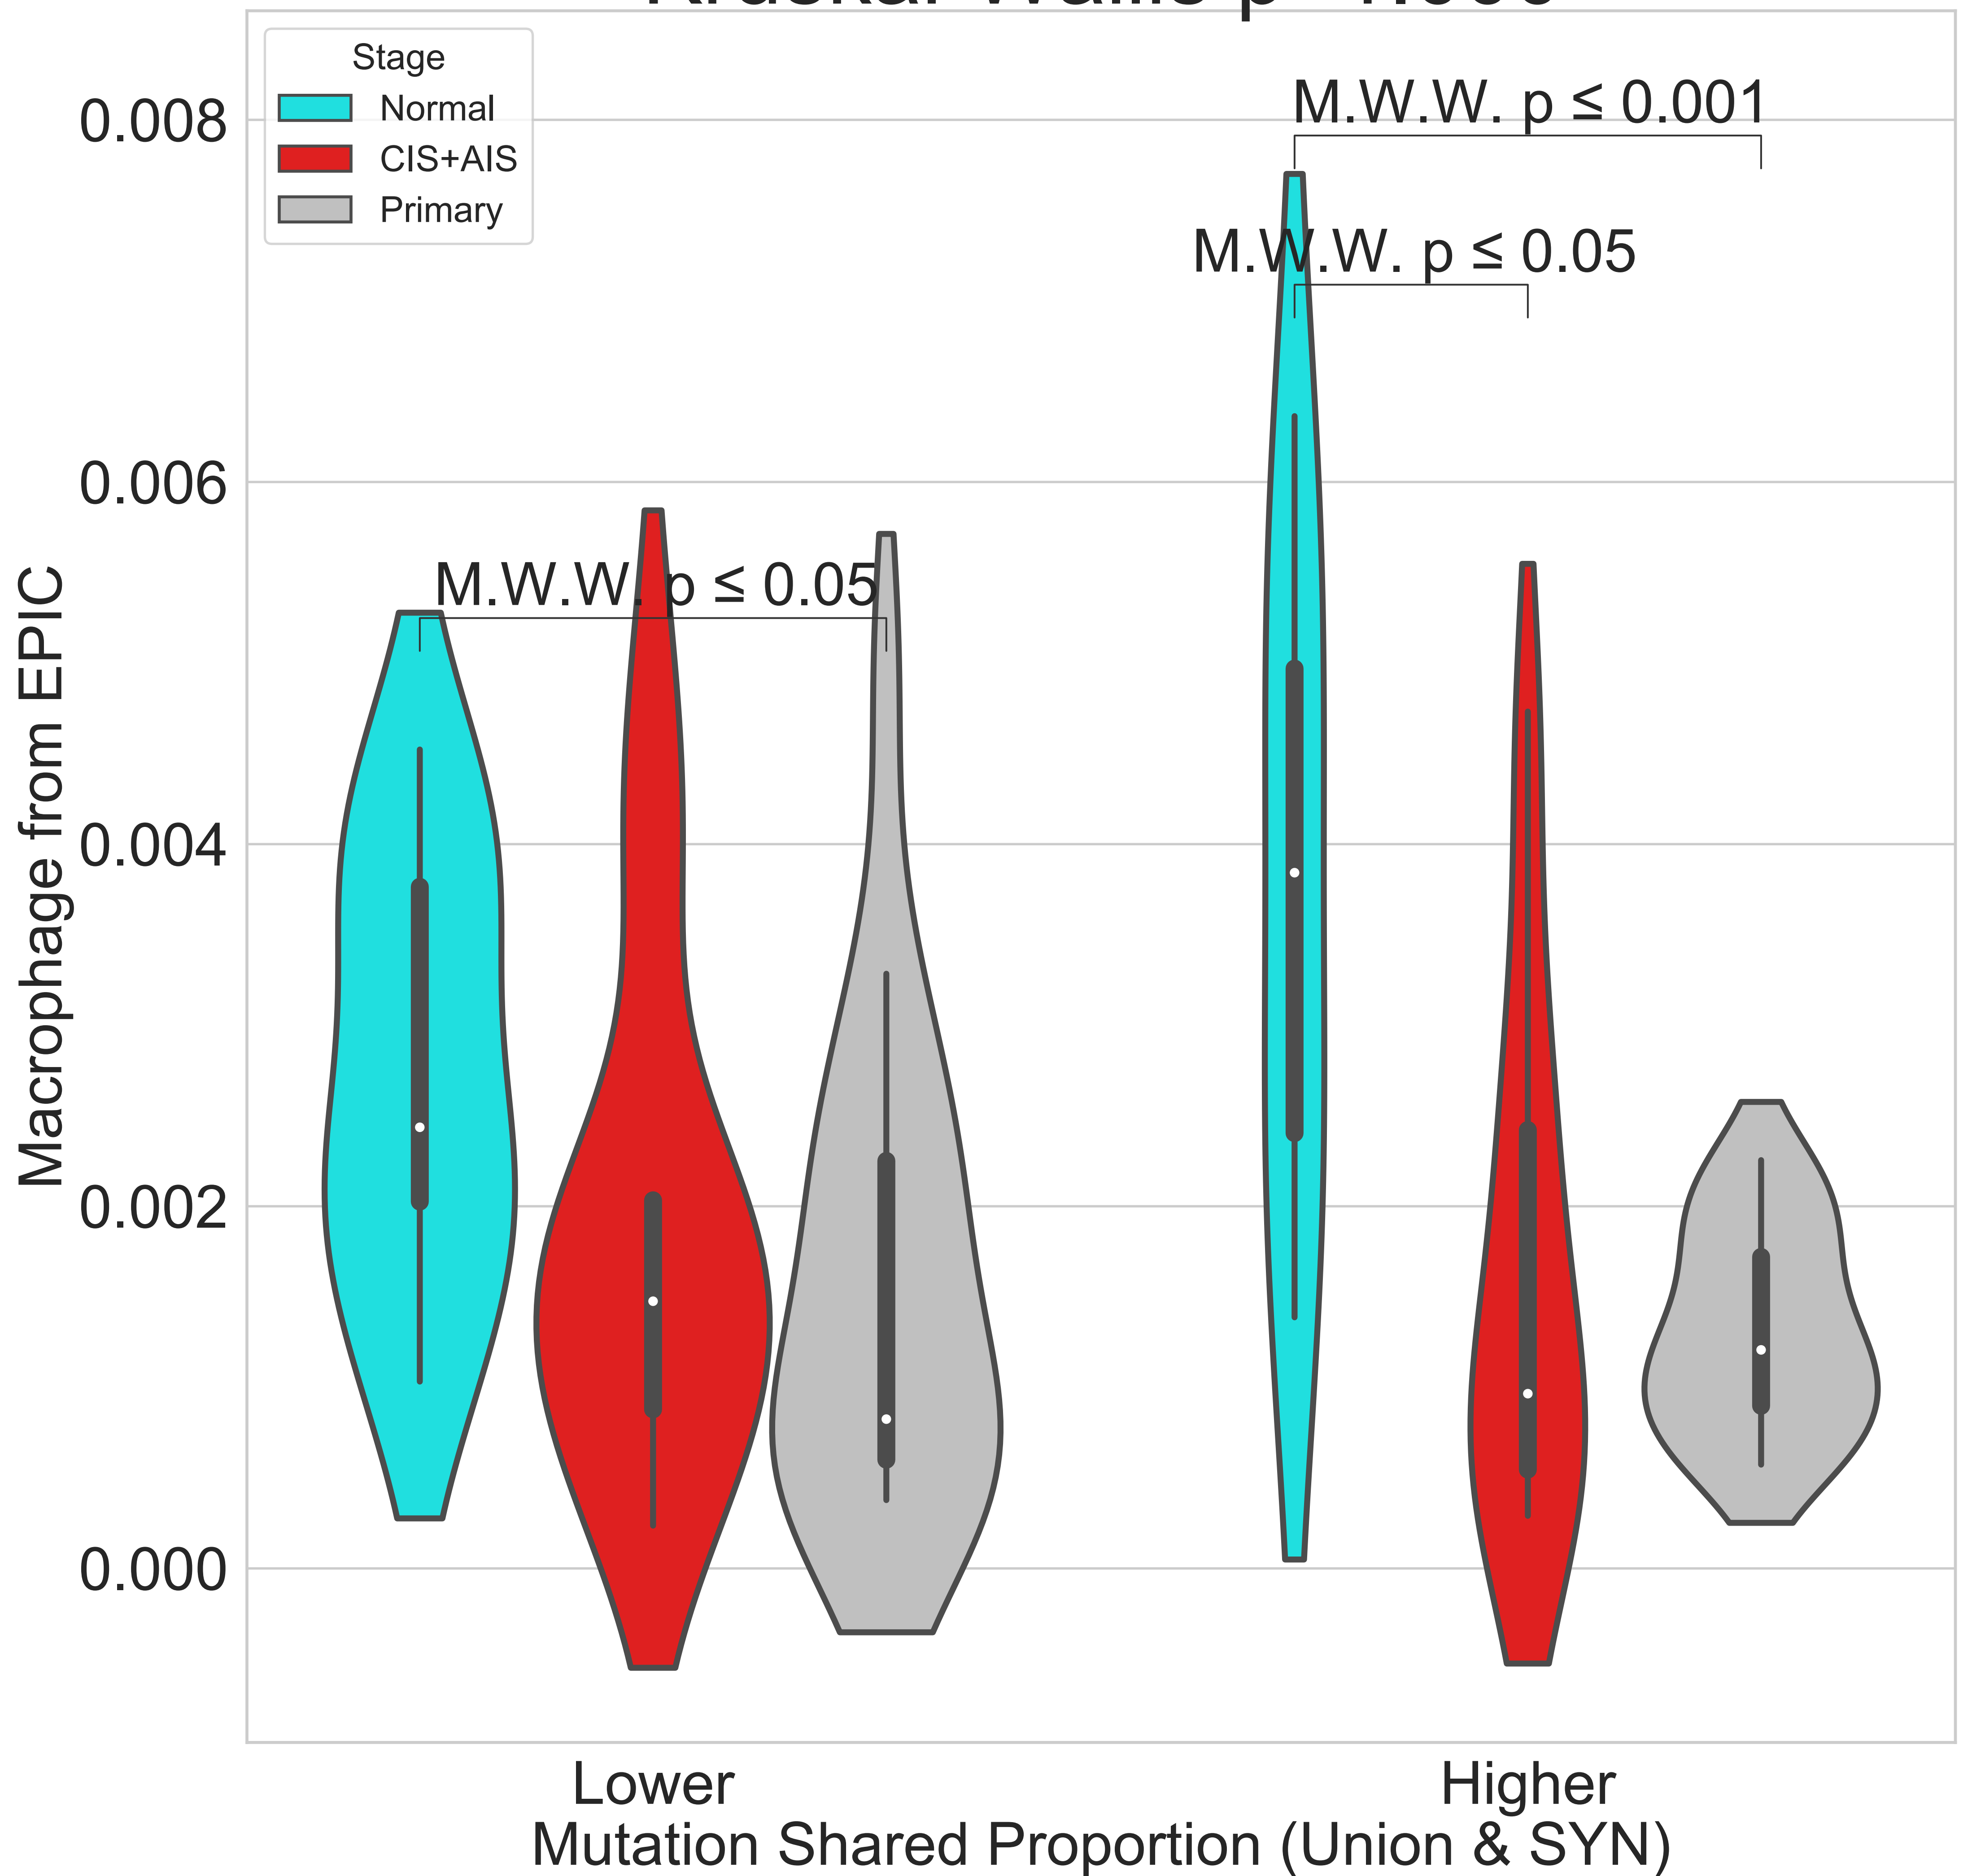 Stage
Normal
CIS+AIS
Primary
M.W.W. p ≤ 0.001
M.W.W. p ≤ 0.05
M.W.W. p ≤ 0.05
0.008
0.006
0.004
0.002
0.000
Macrophage from EPIC
Lower
Higher
Mutation Shared Proportion (Union & SYN)